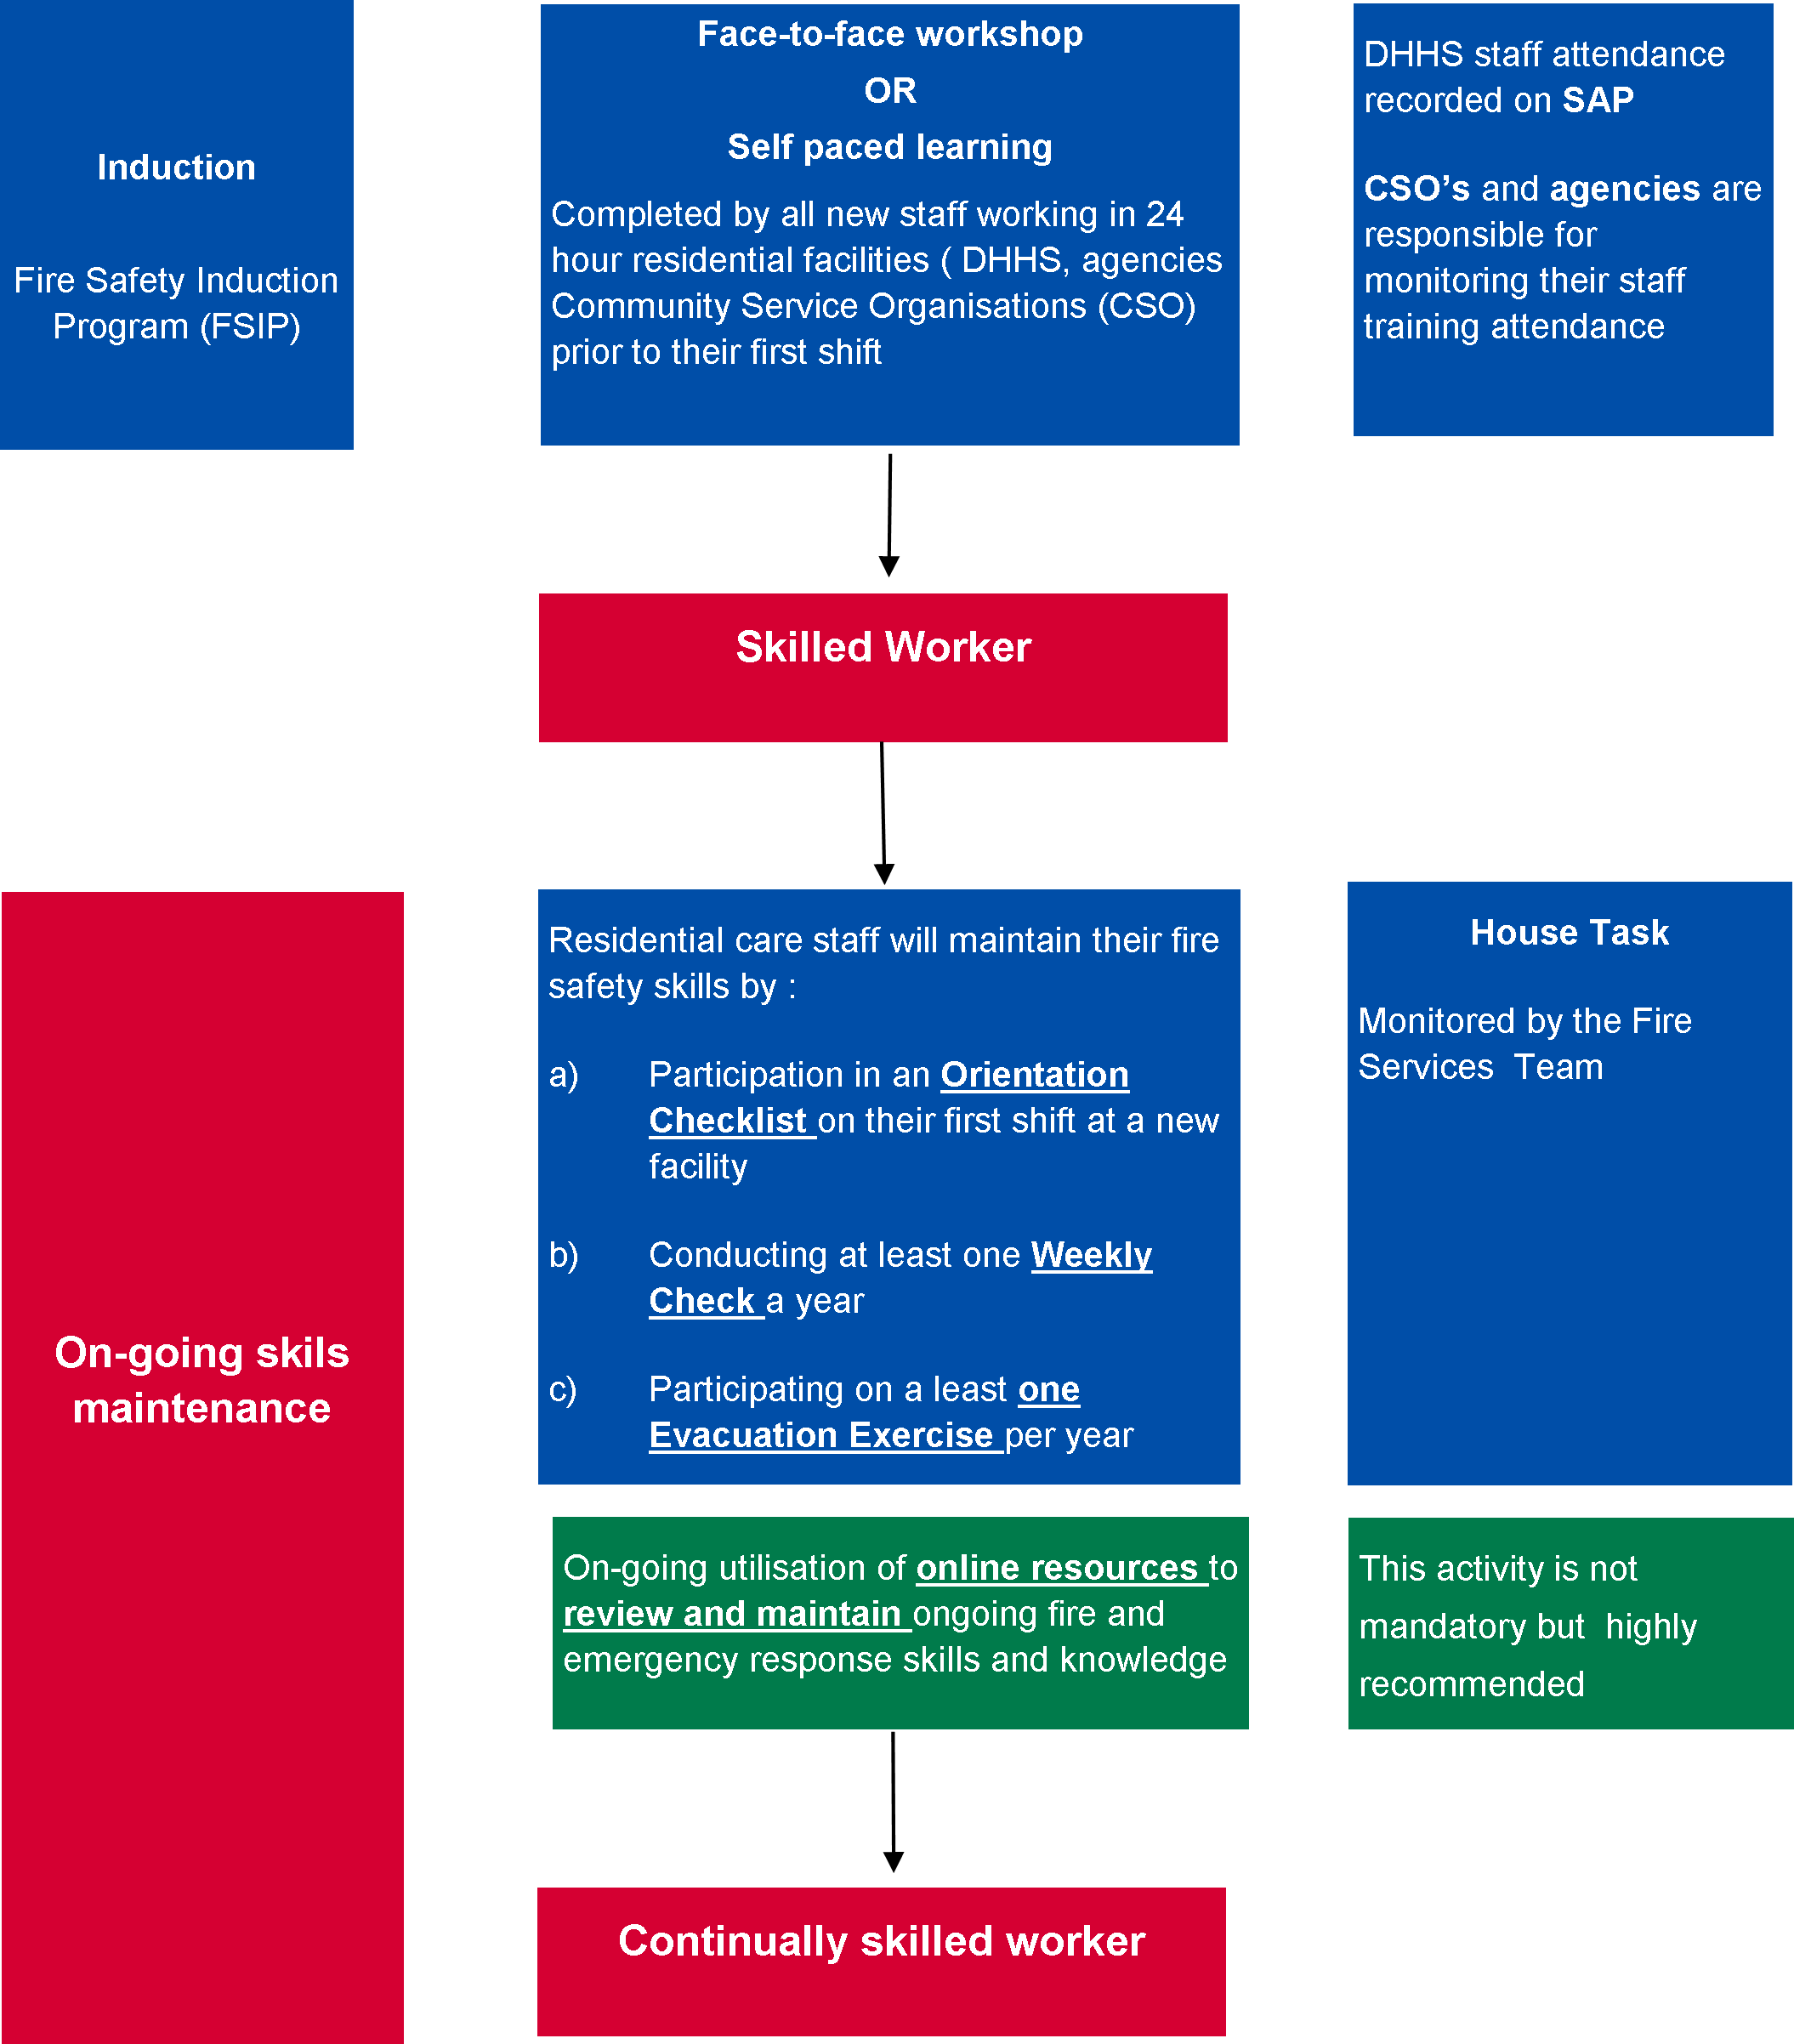 Induction
Fire Safety Induction
Program (FSIP)
Face-to-face workshop
OR
Self paced learning
Completed by all new staff working in 24
hour residential facilities ( DHHS, agencies
Community Service Organisations (CSO)
prior to their first shift
DHHS staff attendance
recorded on SAP
CSO’s and agencies are
responsible for
monitoring their staff
training attendance
Skilled Worker
On-going skils
maintenance
Residential care staff will maintain their fire
safety skills by :
a) Participation in an Orientation
Checklist on their first shift at a new
facility
b) Conducting at least one Weekly
Check a year
c) Participating on a least one
Evacuation Exercise per year
House Task
Monitored by the Fire
Services Team
On-going utilisation of online resources to
review and maintain ongoing fire and
emergency response skills and knowledge
This activity is not
mandatory but highly
recommended
Continually skilled worker